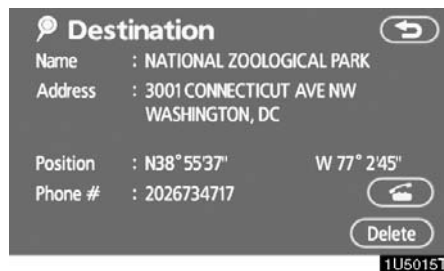 Destination
Name : NATIONAL ZOOLOGICAL PARK
Address : 3001 CONNECTICUT AVE NW
WASHINGTON, DC
Position : N38°55'37" W 77° 2'45"
Phone # : 2026734717
Delete
1U5015T